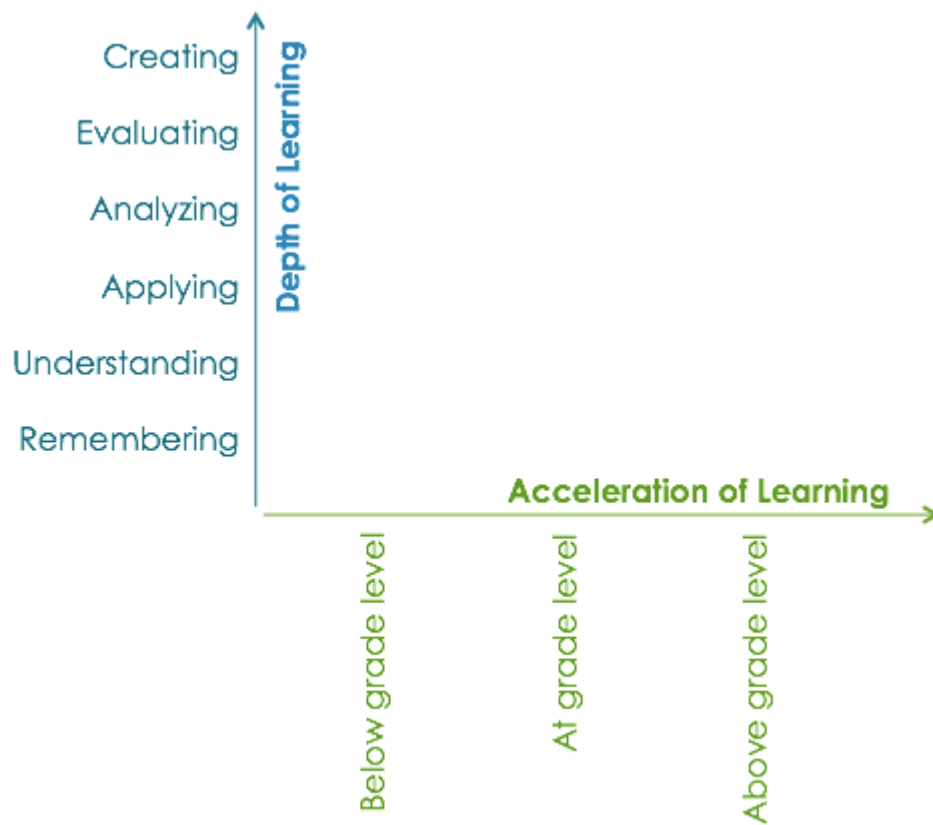 Creating
Evaluating
Analyzing
Applying
Understanding
Remembering
Depth of Learning
Acceleration of Learning
Below grade level
At grade level
Above grade level